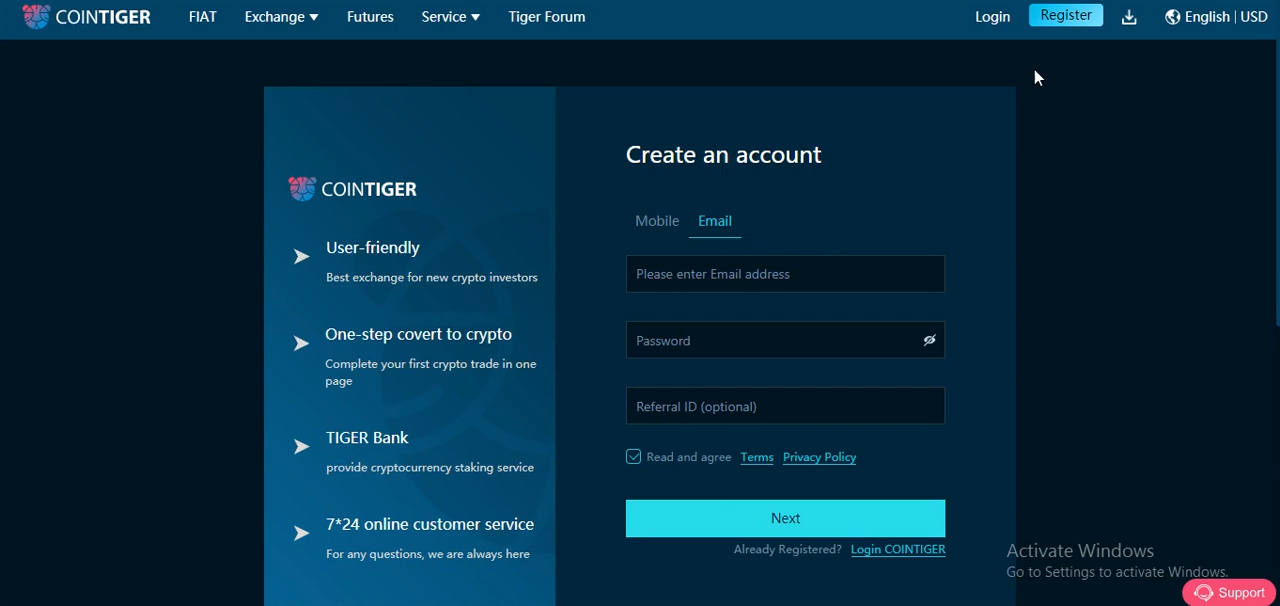 COINTIGER FIAT Exchange Futures Service Tiger Forum Login Register English | USD
COINTIGER
User-friendly
Best exchange for new crypto investors
One-step covert to crypto
Complete your first crypto trade in one
page
TIGER Bank
provide cryptocurrency staking service
7*24 online customer service
For any questions, we are always here
Create an account
Mobile Email
Please enter Email address
Password
Referral ID (optional)
Read and agree Terms Privacy Policy
Next
Already Registered? Login COINTIGER
Activate Windows
Go to Settings to activate Windows.
Support